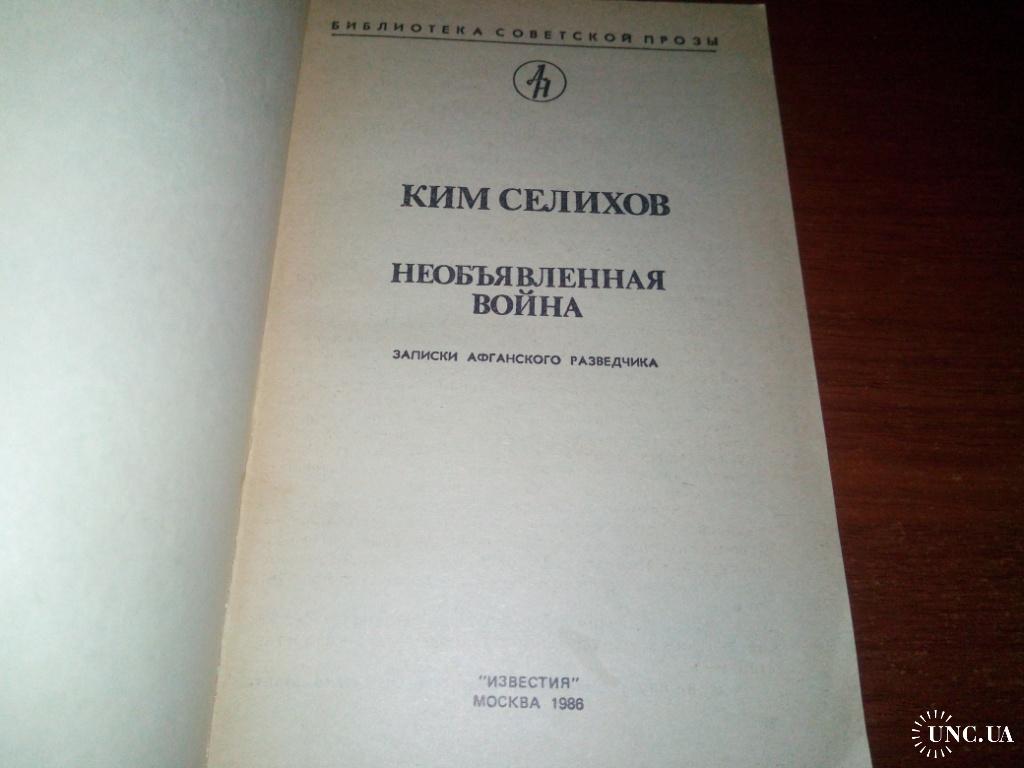 БИБЛИОТЕКА СОВЕТСКОЙ ПРОЗЫ
КИМ СЕЛИХОВ
НЕОБЪЯВЛЕННАЯ
ВОЙНА
ЗАПИСКИ АФГАНСКОГО РАЗВЕДЧИКА
"ИЗВЕСТИЯ"
МОСКВА 1986
UNC.UA